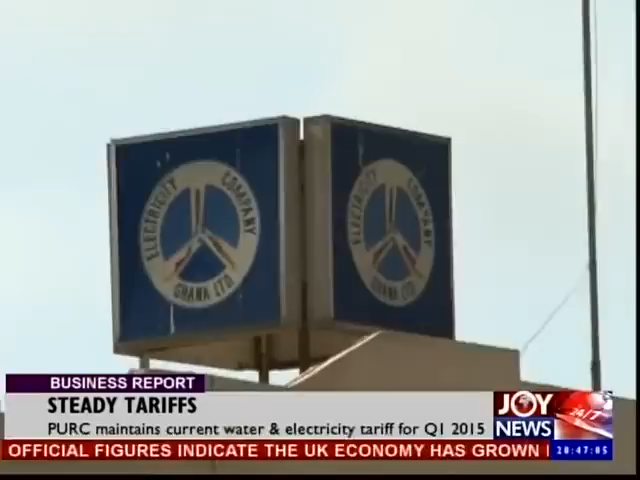 ELECTRICITY COMPANY
GHANA LTD
ELECTRICITY COMPANY
GHANA LTD
BUSINESS REPORT
STEADY TARIFFS
PURC maintains current water & electricity tariff for Q1 2015
JOY
NEWS
24/7
OFFICIAL FIGURES INDICATE THE UK ECONOMY HAS GROWN
20:47:05